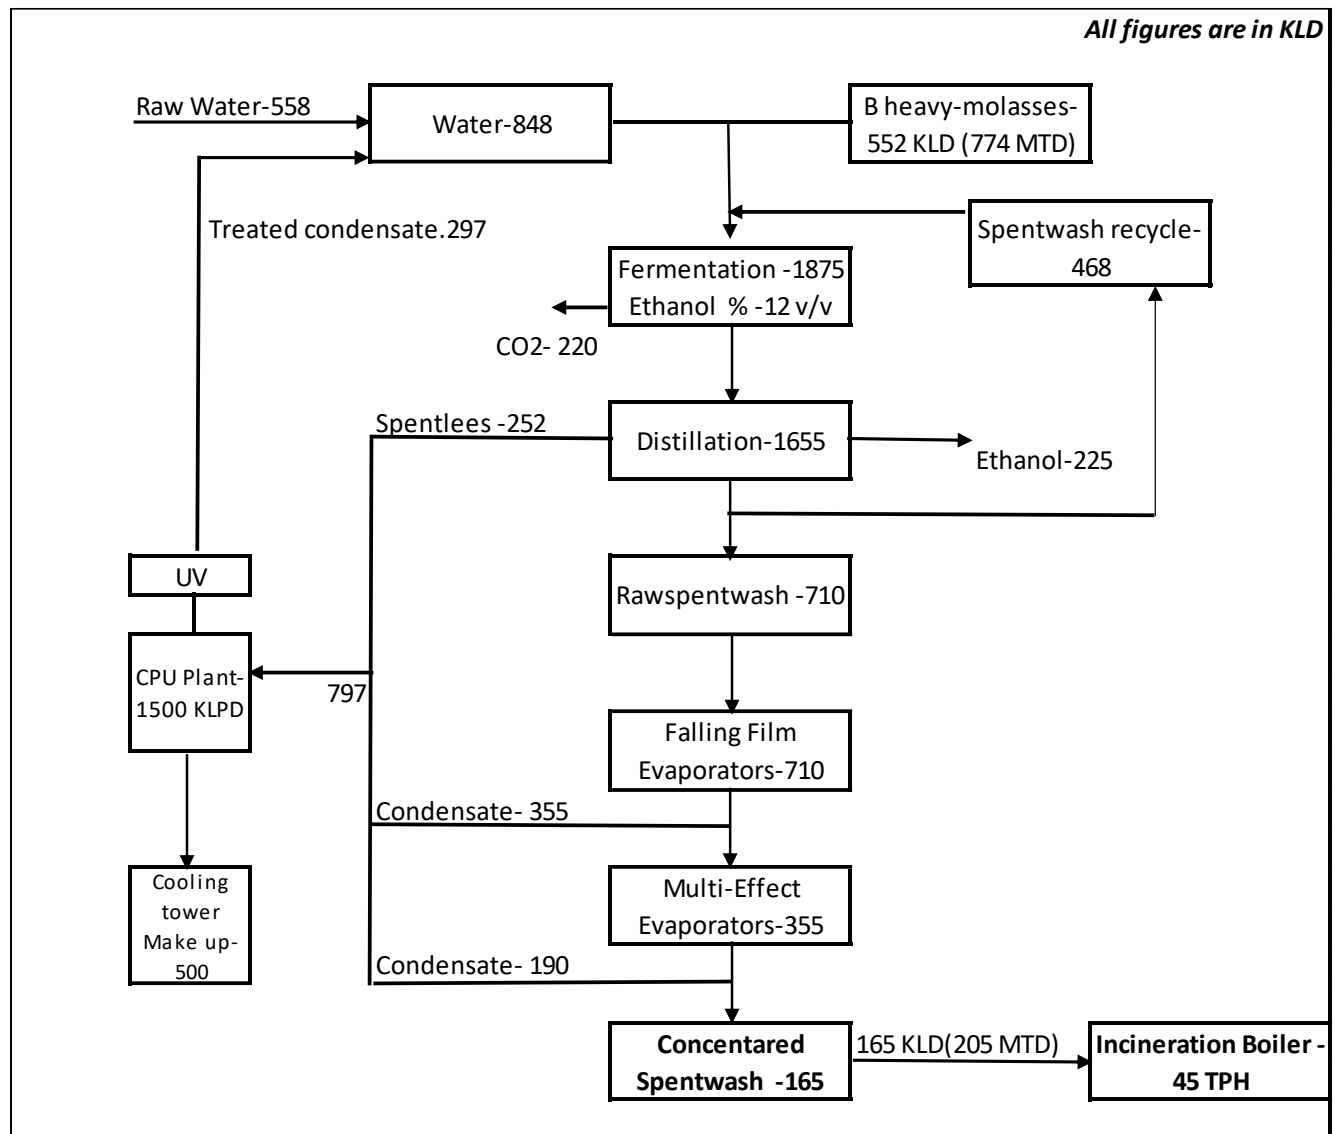 All figures are in KLD
Raw Water-558
Water-848
B heavy-molasses-
552 KLD (774 MTD)
Treated condensate.297
Spentwash recycle-
468
Fermentation -1875
Ethanol % -12 v/v
CO2- 220
Spentlees -252
Distillation-1655
Ethanol-225
UV
Rawspentwash -710
CPU Plant-
1500 KLPD
797
Falling Film
Evaporators-710
Condensate- 355
Cooling
tower
Make up-
500
Multi-Effect
Evaporators-355
Condensate- 190
Concentared
Spentwash -165
165 KLD(205 MTD)
Incineration Boiler -
45 TPH